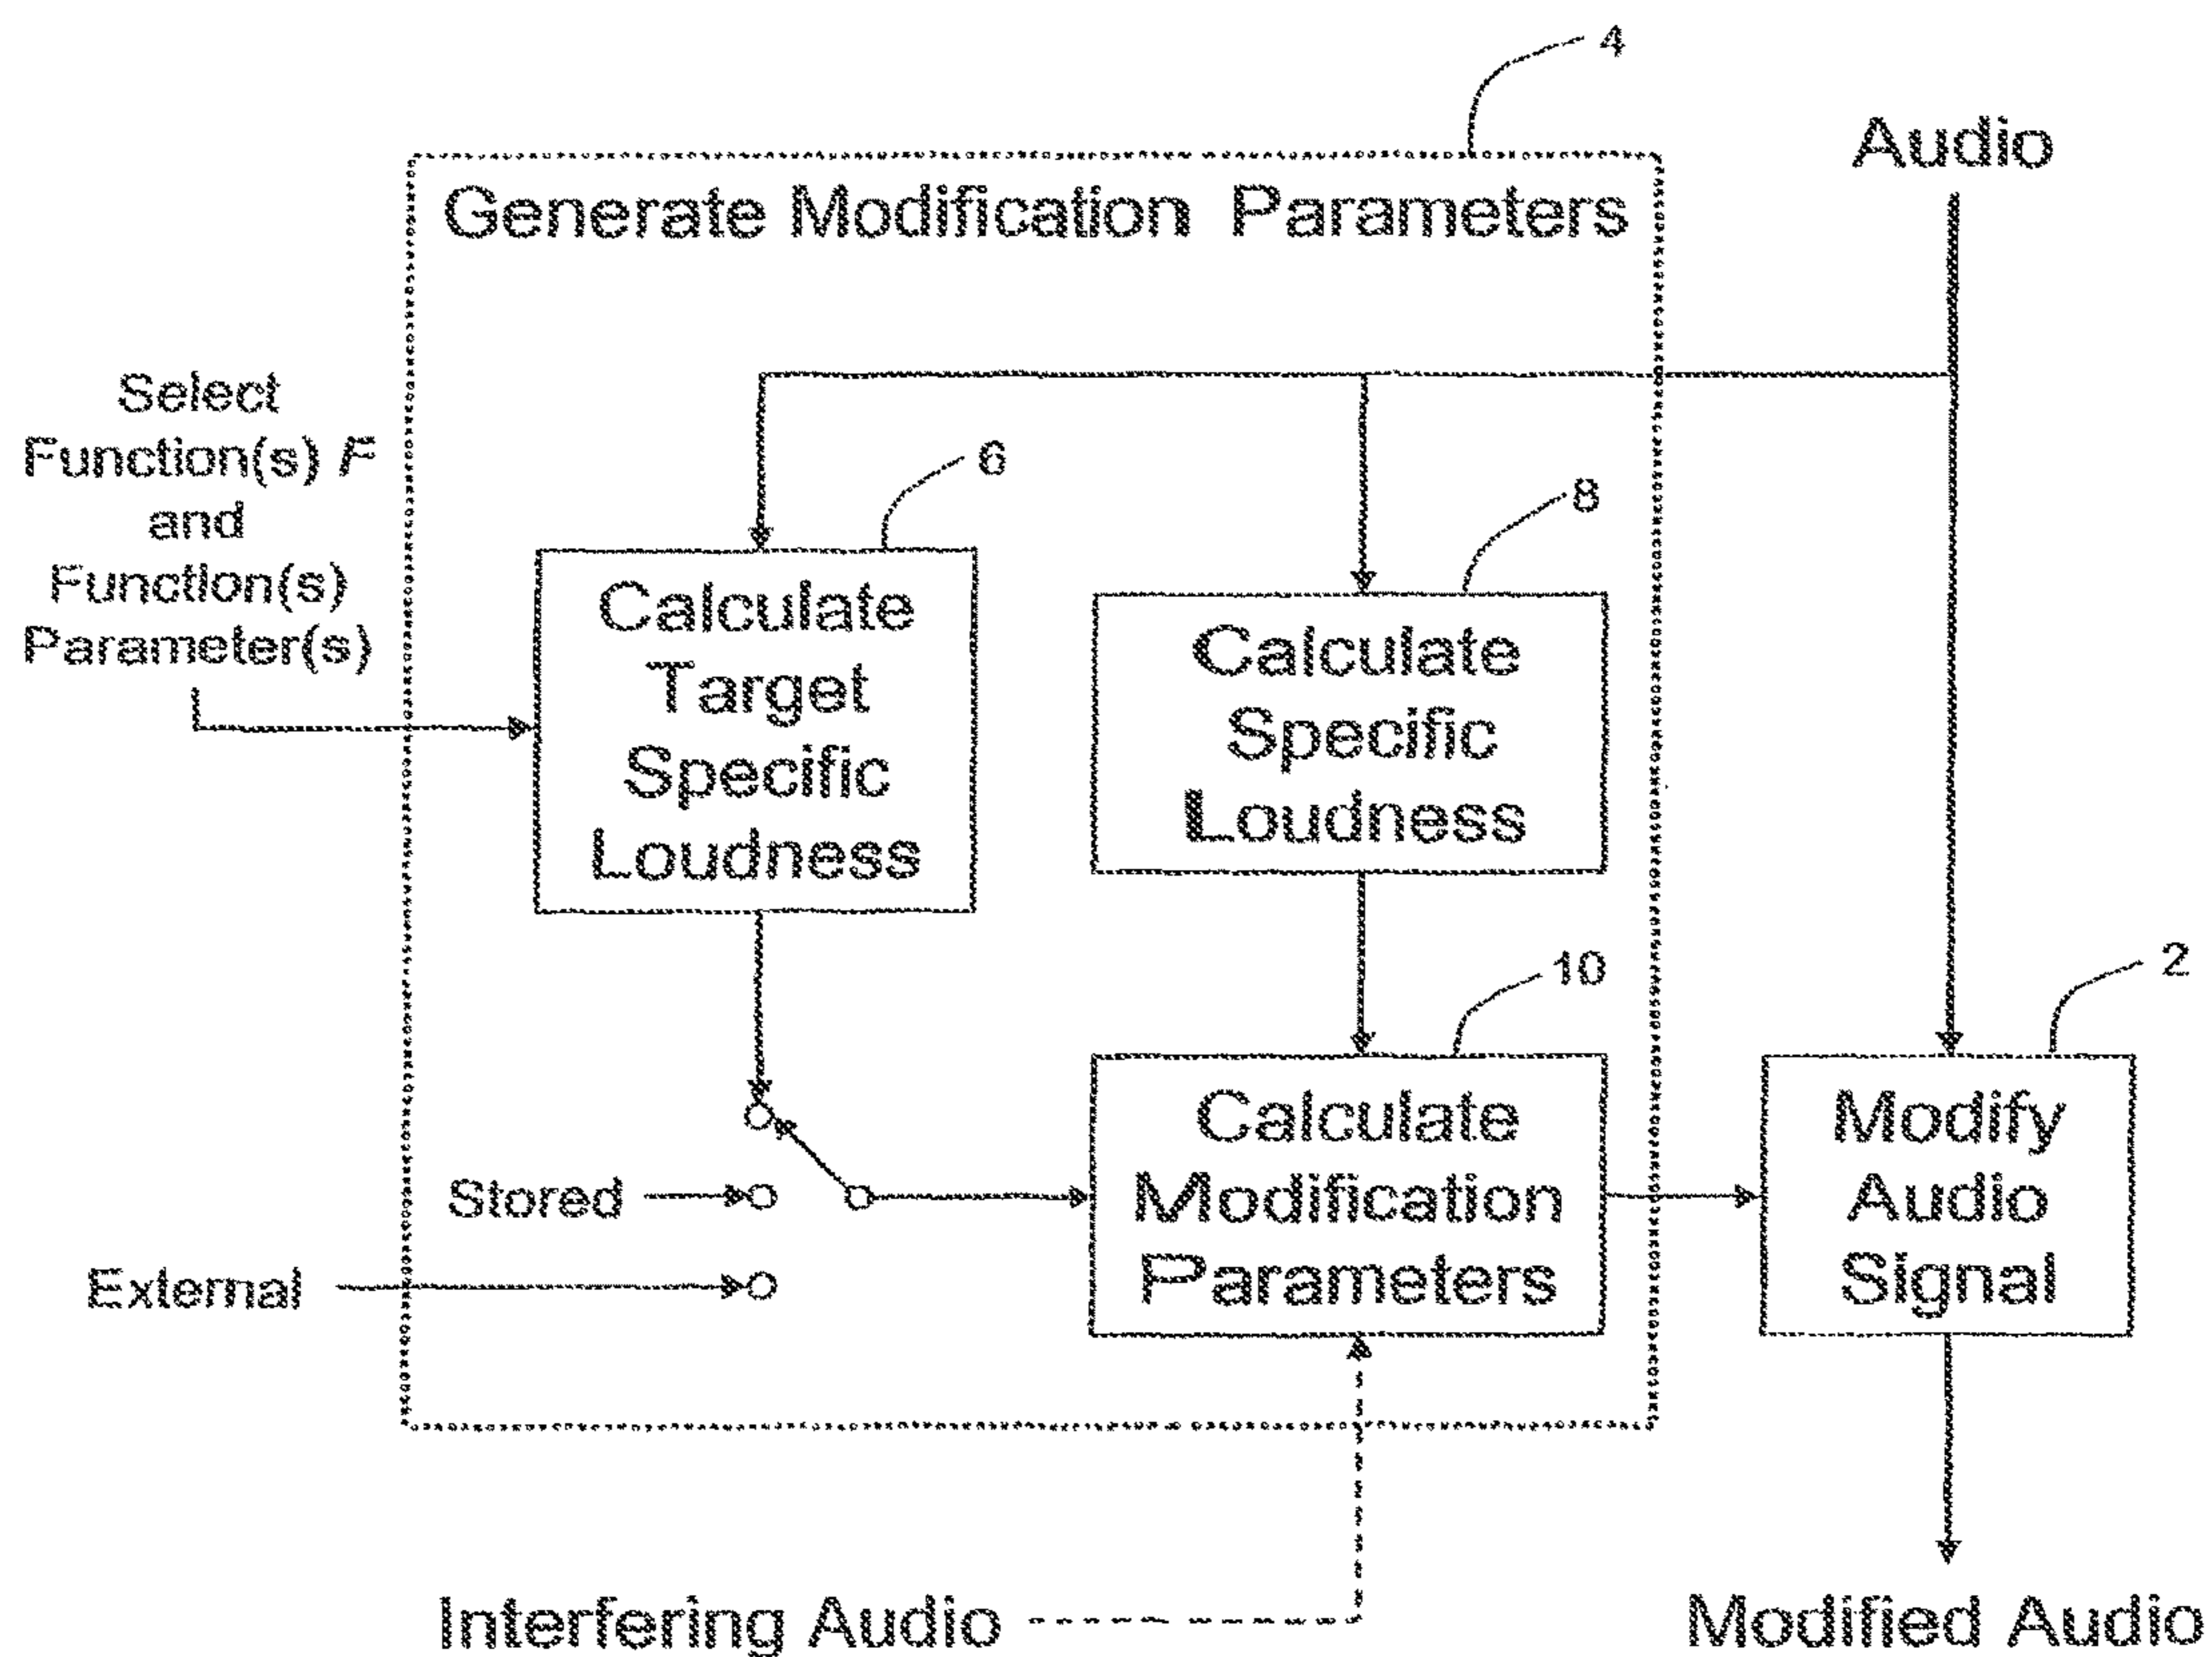 4
Audio
Generate Modification Parameters
Select
Function(s) F
and
Function(s)
Parameter(s)
6
8
Calculate
Target
Specific
Loudness
Calculate
Specific
Loudness
10
2
Calculate
Modification
Parameters
Modify
Audio
Signal
Stored
External
Interfering Audio
Modified Audio